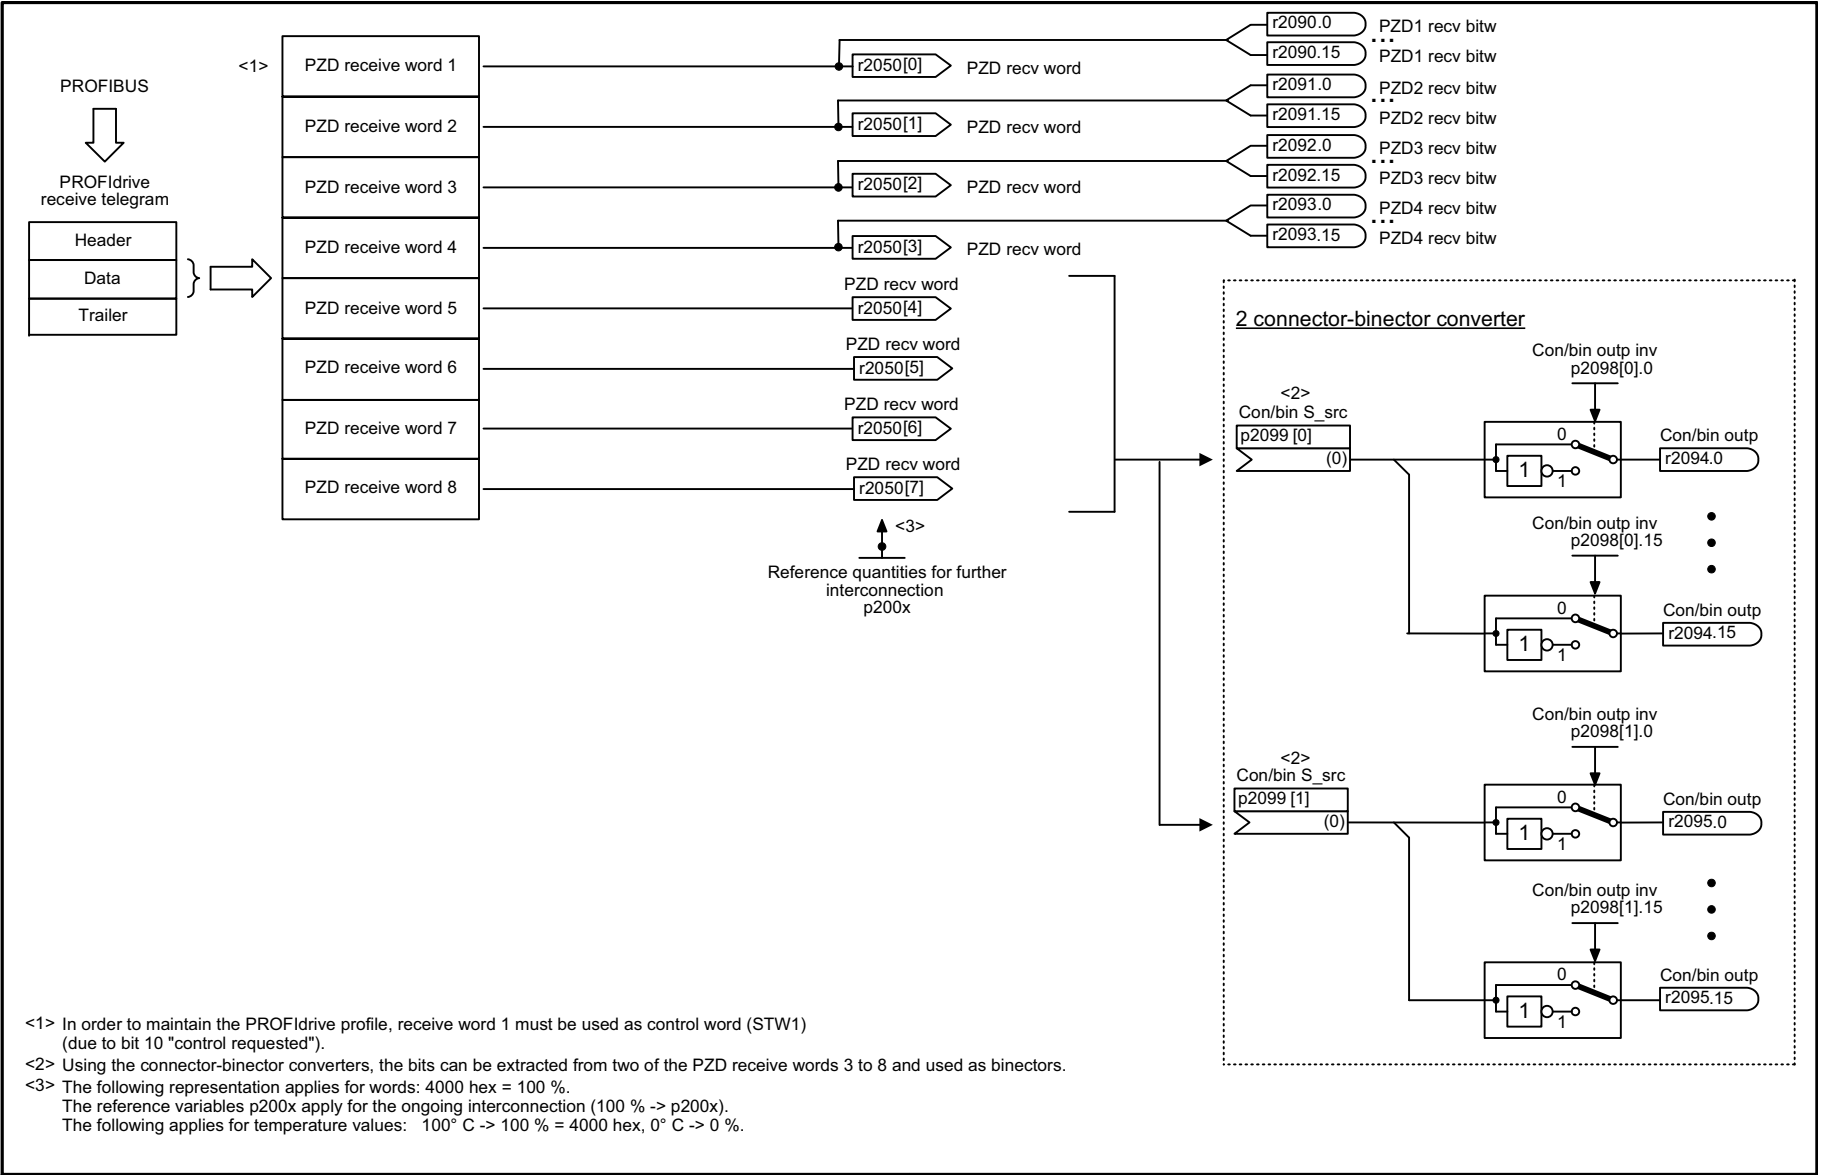 PROFIBUS
PROFIdrive
receive telegram
Header
Data
Trailer
<1>
PZD receive word 1
PZD receive word 2
PZD receive word 3
PZD receive word 4
PZD receive word 5
PZD receive word 6
PZD receive word 7
PZD receive word 8
r2050[0] PZD recv word
r2050[1] PZD recv word
r2050[2] PZD recv word
r2050[3] PZD recv word
PZD recv word
r2050[4]
PZD recv word
r2050[5]
PZD recv word
r2050[6]
PZD recv word
r2050[7]
<3>
Reference quantities for further
interconnection
p200x
r2090.0 PZD1 recv bitw
...
r2090.15 PZD1 recv bitw
r2091.0 PZD2 recv bitw
...
r2091.15 PZD2 recv bitw
r2092.0 PZD3 recv bitw
...
r2092.15 PZD3 recv bitw
r2093.0 PZD4 recv bitw
...
r2093.15 PZD4 recv bitw
2 connector-binector converter
<2>
Con/bin S_src
p2099 [0]
(0)
Con/bin outp inv
p2098[0].0
0
1
1
Con/bin outp
r2094.0
Con/bin outp inv
p2098[0].15
0
1
1
Con/bin outp
r2094.15
<2>
Con/bin S_src
p2099 [1]
(0)
Con/bin outp inv
p2098[1].0
0
1
1
Con/bin outp
r2095.0
Con/bin outp inv
p2098[1].15
0
1
1
Con/bin outp
r2095.15
<1> In order to maintain the PROFIdrive profile, receive word 1 must be used as control word (STW1)
(due to bit 10 "control requested").
<2> Using the connector-binector converters, the bits can be extracted from two of the PZD receive words 3 to 8 and used as binectors.
<3> The following representation applies for words: 4000 hex = 100 %.
The reference variables p200x apply for the ongoing interconnection (100 % -> p200x).
The following applies for temperature values: 100° C -> 100 % = 4000 hex, 0° C -> 0 %.